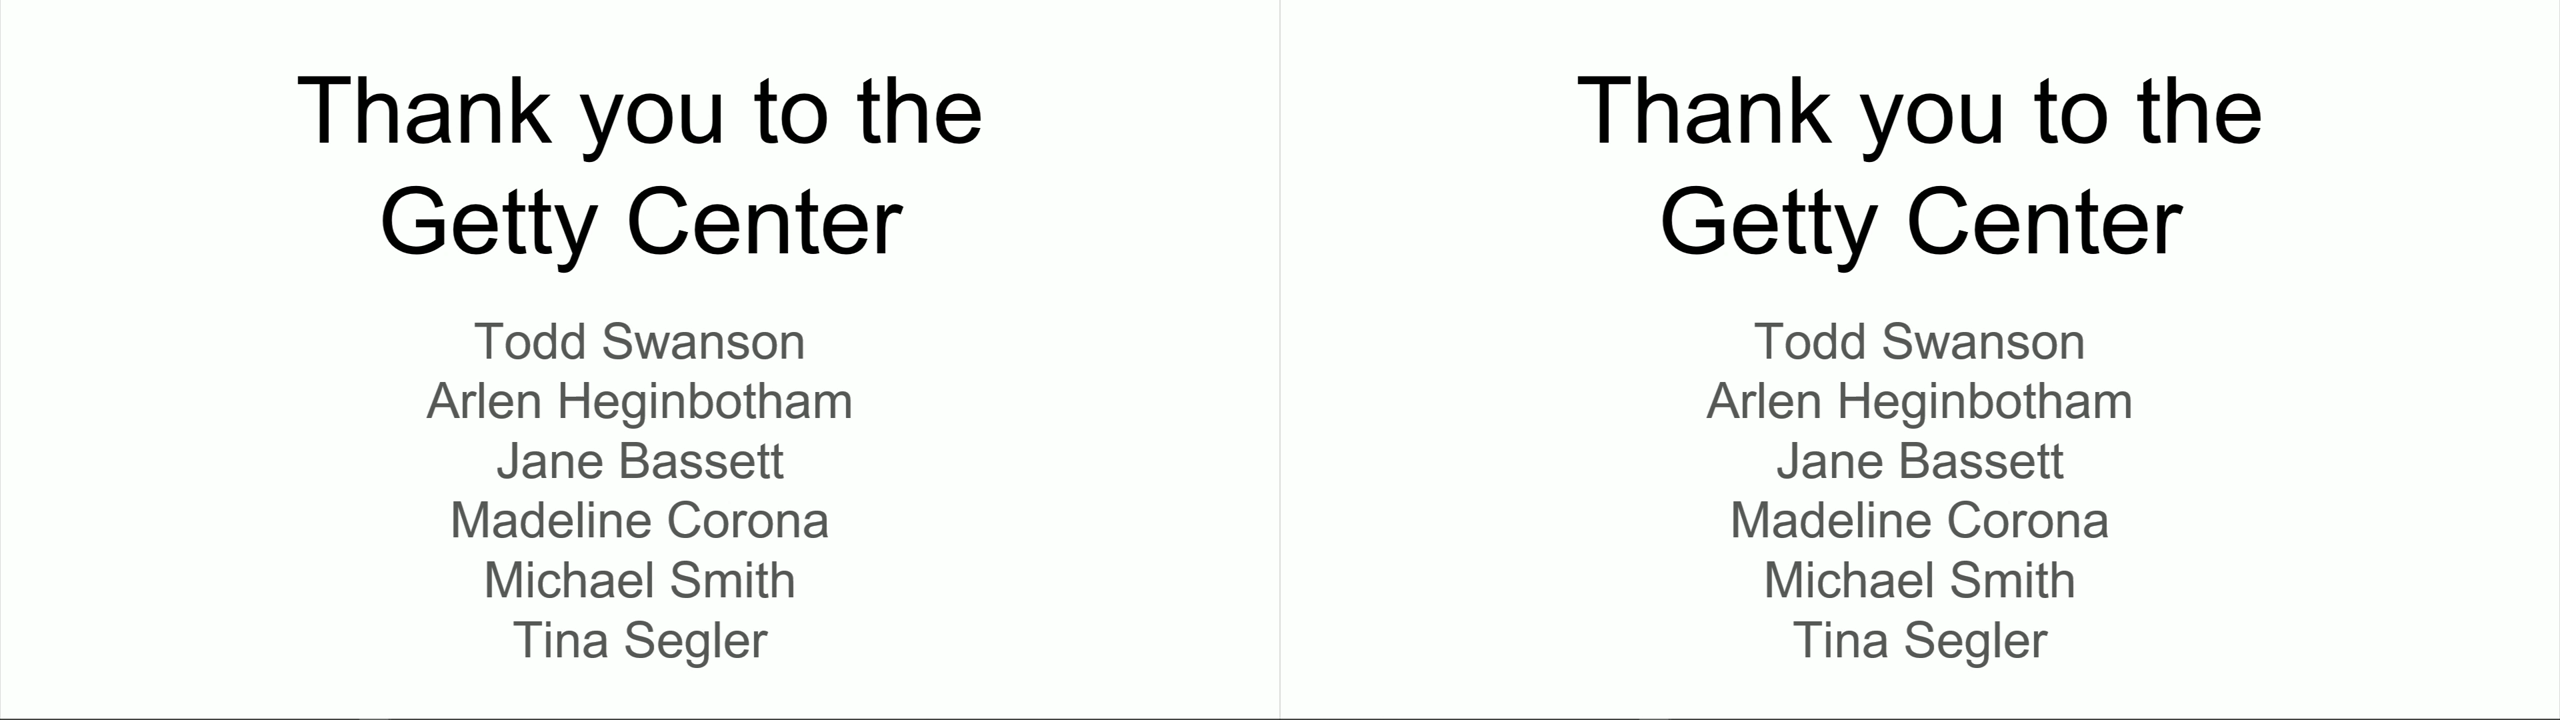 Thank you to the
Getty Center
Todd Swanson
Arlen Heginbotham
Jane Bassett
Madeline Corona
Michael Smith
Tina Segler
Thank you to the
Getty Center
Todd Swanson
Arlen Heginbotham
Jane Bassett
Madeline Corona
Michael Smith
Tina Segler